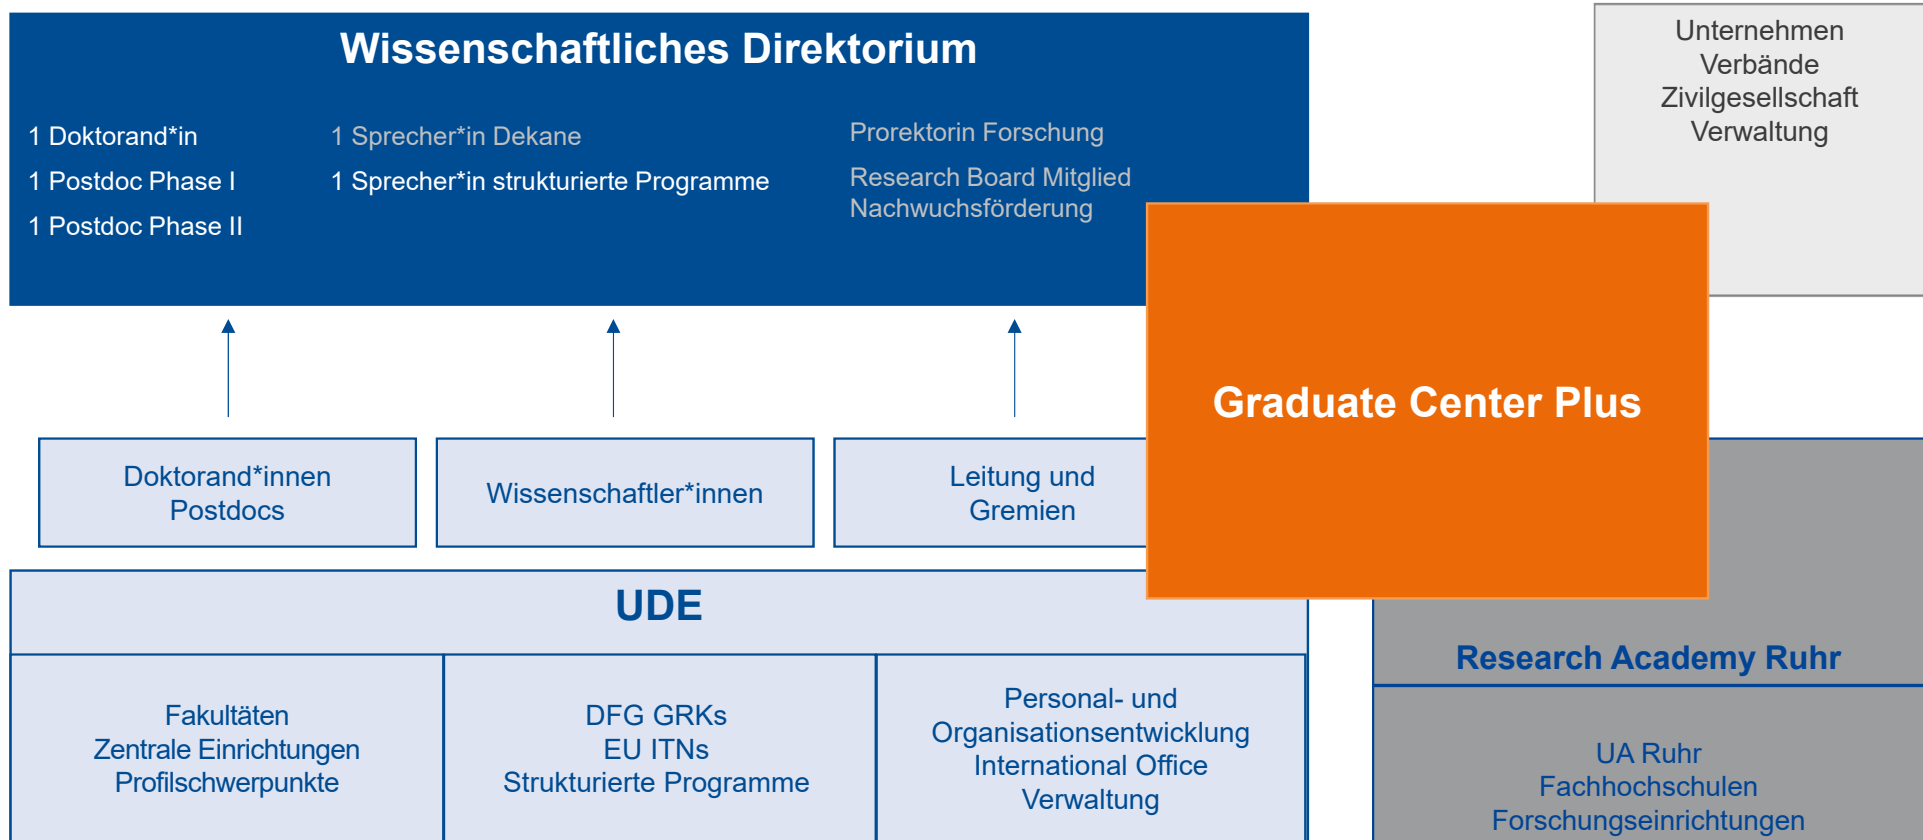 Wissenschaftliches Direktorium
1 Doktorand*in
1 Postdoc Phase I
1 Postdoc Phase II
1 Sprecher*in Dekane
1 Sprecher*in strukturierte Programme
Prorektorin Forschung
Research Board Mitglied
Nachwuchsförderung
Unternehmen
Verbände
Zivilgesellschaft
Verwaltung
Graduate Center Plus
Doktorand*innen
Postdocs
Wissenschaftler*innen
Leitung und
Gremien
UDE
Fakultäten
Zentrale Einrichtungen
Profilschwerpunkte
DFG GRKs
EU ITNs
Strukturierte Programme
Personal- und
Organisationsentwicklung
International Office
Verwaltung
Research Academy Ruhr
UA Ruhr
Fachhochschulen
Forschungseinrichtungen